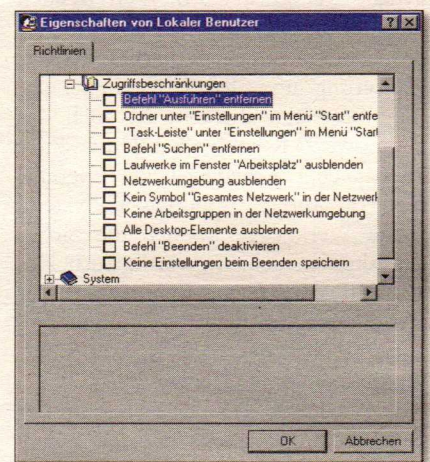 Eigenschaften von Lokaler Benutzer
Richtlinien
Zugriffsbeschränkungen
Befehl "Ausführen" entfernen
Ordner unter "Einstellungen" im Menü "Start" entfe
"Task-Leiste" unter "Einstellungen" im Menü "Start
Befehl "Suchen" entfernen
Laufwerke im Fenster "Arbeitsplatz" ausblenden
Netzwerkumgebung ausblenden
Kein Symbol "Gesamtes Netzwerk" in der Netzwerk
Keine Arbeitsgruppen in der Netzwerkumgebung
Alle Desktop-Elemente ausblenden
Befehl "Beenden" deaktivieren
Keine Einstellungen beim Beenden speichern
System
OK Abbrechen